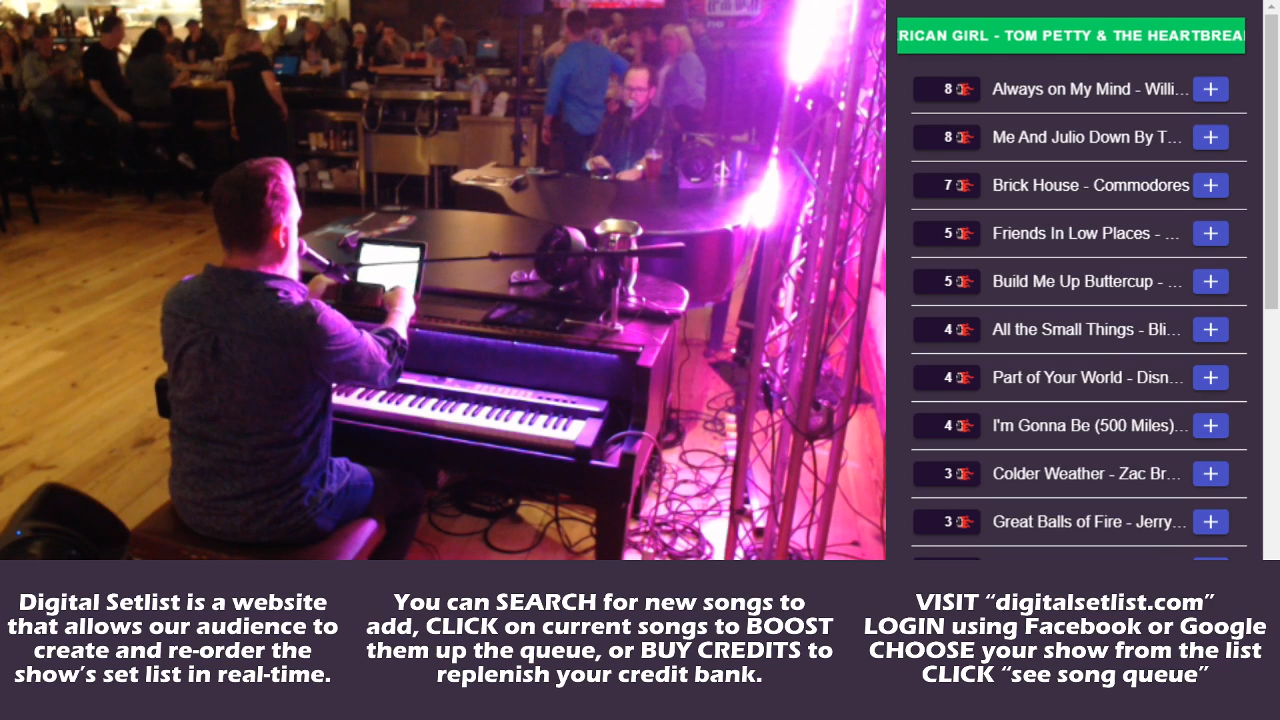 RICAN GIRL - TOM PETTY & THE HEARTBREA
8 Always on My Mind - Willi...
8 Me And Julio Down By T...
7 Brick House - Commodores
5 Friends In Low Places - ...
5 Build Me Up Buttercup - ...
4 All the Small Things - Bli...
4 Part of Your World - Disn...
4 I'm Gonna Be (500 Miles)...
3 Colder Weather - Zac Br...
3 Great Balls of Fire - Jerry...
Digital Setlist is a website
that allows our audience to
create and re-order the
show's set list in real-time.
You can SEARCH for new songs to
add, CLICK on current songs to BOOST
them up the queue, or BUY CREDITS to
replenish your credit bank.
VISIT “digitalsetlist.com”
LOGIN using Facebook or Google
CHOOSE your show from the list
CLICK “see song queue”